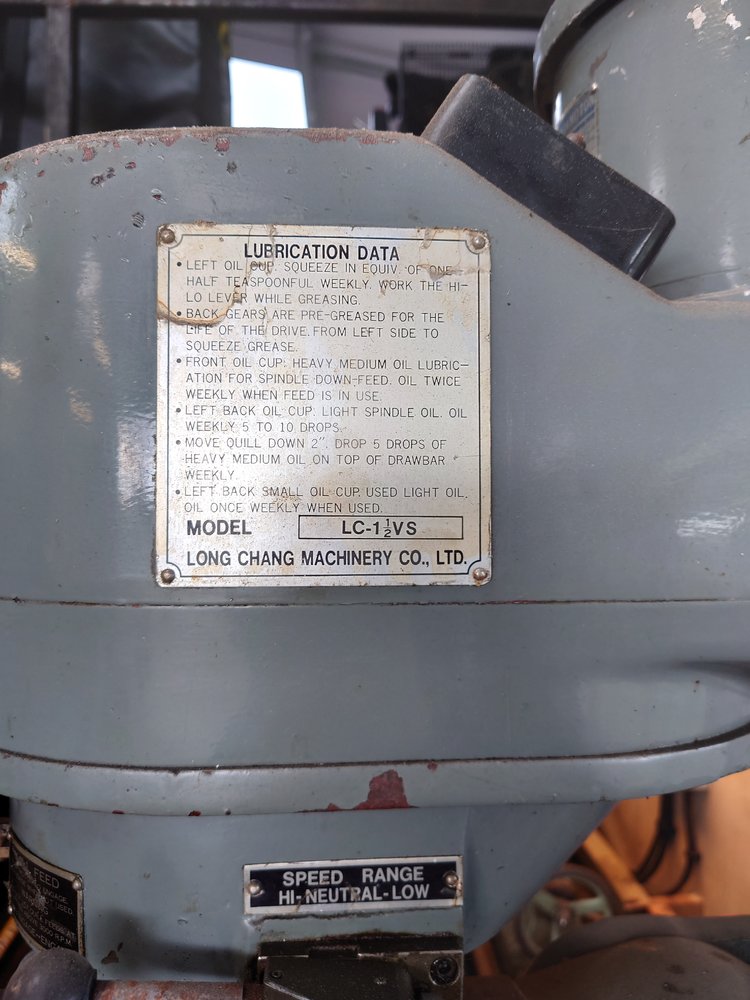 LUBRICATION DATA
• LEFT OIL CUP. SQUEEZE IN EQUIV. OF ONE
HALF TEASPOONFUL WEEKLY. WORK THE HI-
LO LEVER WHILE GREASING.
• BACK GEARS ARE PRE-GREASED FOR THE
LIFE OF THE DRIVE. FROM LEFT SIDE TO
SQUEEZE GREASE.
• FRONT OIL CUP: HEAVY MEDIUM OIL LUBRIC-
ATION FOR SPINDLE DOWN-FEED. OIL TWICE
WEEKLY WHEN FEED IS IN USE.
• LEFT BACK OIL CUP. LIGHT SPINDLE OIL. OIL
WEEKLY 5 TO 10 DROPS.
• MOVE QUILL DOWN 2". DROP 5 DROPS OF
HEAVY MEDIUM OIL ON TOP OF DRAWBAR
WEEKLY.
• LEFT BACK SMALL OIL CUP. USED LIGHT OIL.
OIL ONCE WEEKLY WHEN USED.
MODEL LC-1½VS
LONG CHANG MACHINERY CO., LTD.
SPEED RANGE
HI-NEUTRAL-LOW
FEED
USED